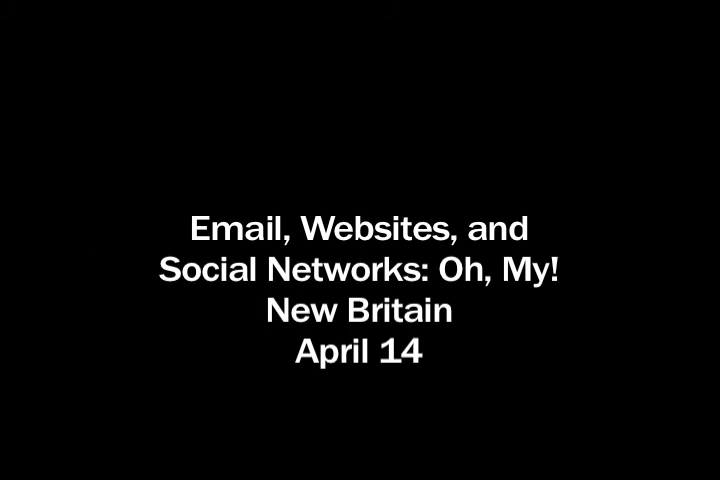 Email, Websites, and
Social Networks: Oh, My!
New Britain
April 14